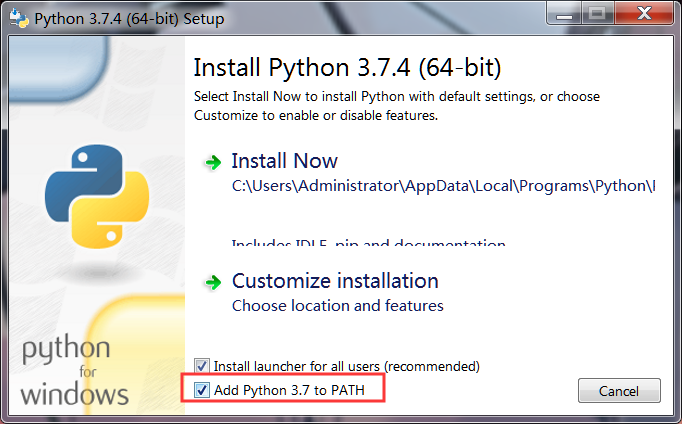 Python 3.7.4 (64-bit) Setup
Install Python 3.7.4 (64-bit)
Select Install Now to install Python with default settings, or choose
Customize to enable or disable features.
Install Now
C:\Users\Administrator\AppData\Local\Programs\Python\
Includes IDLE, pip and documentation
Customize installation
Choose location and features
Install launcher for all users (recommended)
Add Python 3.7 to PATH
Cancel
python
for
windows